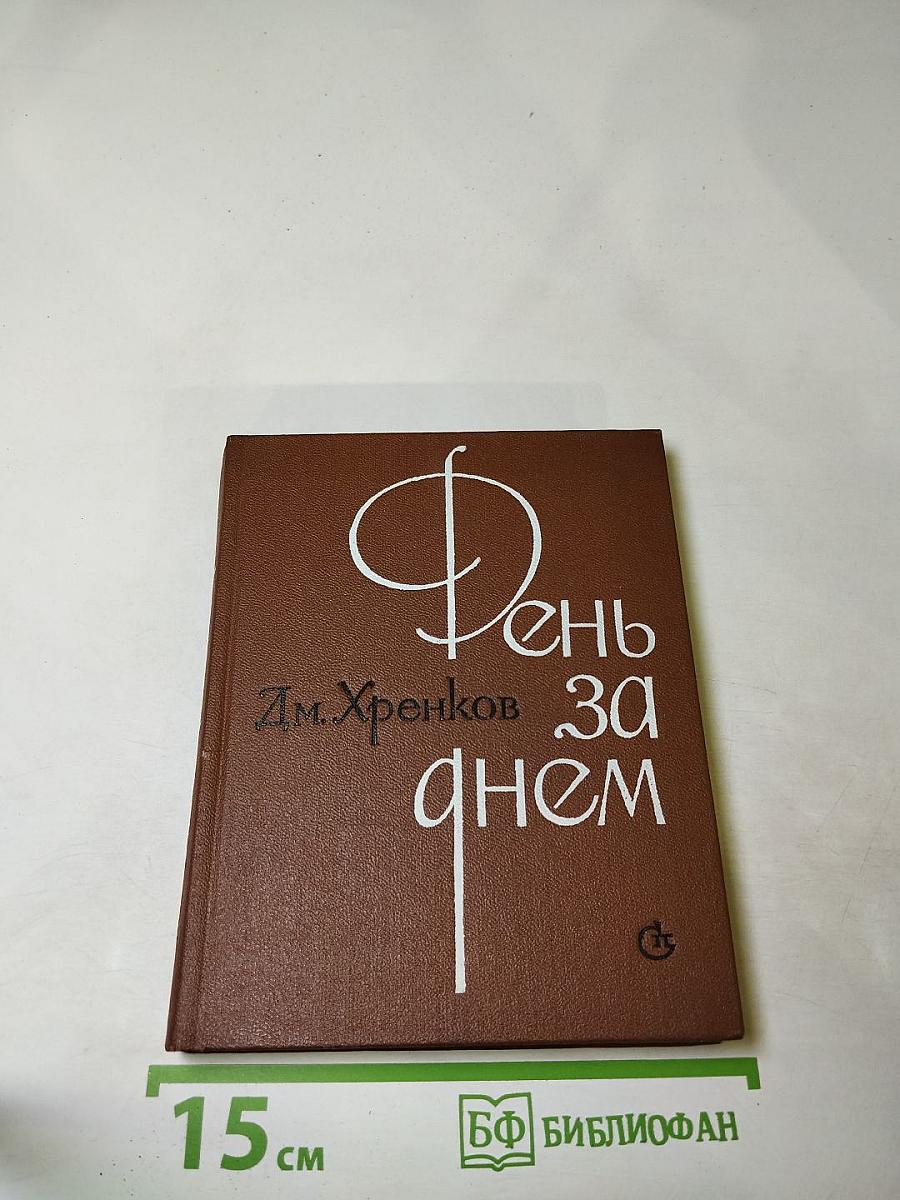 День
Дм. Хренков
за
днем
15 см
БФ БИБЛИОФАН